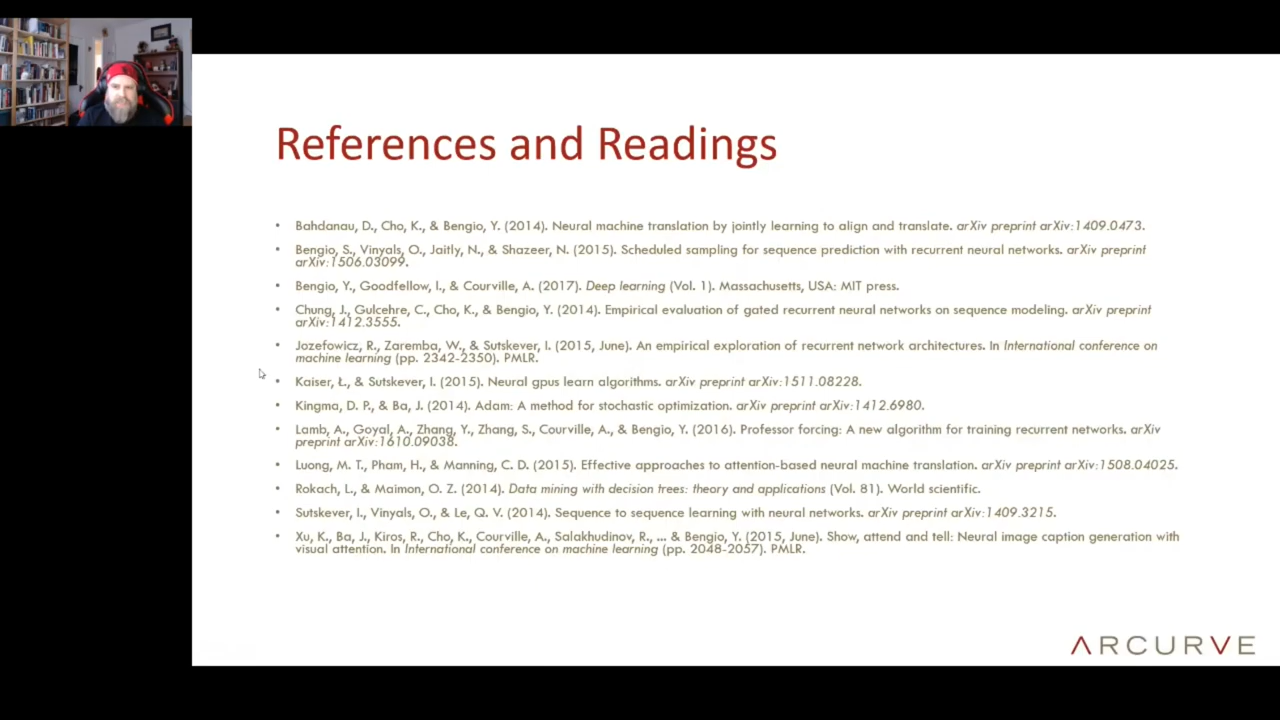 References and Readings
• Bahdanau, D., Cho, K., & Bengio, Y. (2014). Neural machine translation by jointly learning to align and translate. arXiv preprint arXiv:1409.0473.
• Bengio, S., Vinyals, O., Jaitly, N., & Shazeer, N. (2015). Scheduled sampling for sequence prediction with recurrent neural networks. arXiv preprint
arXiv:1506.03099.
• Bengio, Y., Goodfellow, I., & Courville, A. (2017). Deep learning (Vol. 1). Massachusetts, USA: MIT press.
• Chung, J., Gulcehre, C., Cho, K., & Bengio, Y. (2014). Empirical evaluation of gated recurrent neural networks on sequence modeling. arXiv preprint
arXiv:1412.3555.
• Jozefowicz, R., Zaremba, W., & Sutskever, I. (2015, June). An empirical exploration of recurrent network architectures. In International conference on
machine learning (pp. 2342-2350). PMLR.
• Kaiser, Ł., & Sutskever, I. (2015). Neural gpus learn algorithms. arXiv preprint arXiv:1511.08228.
• Kingma, D. P., & Ba, J. (2014). Adam: A method for stochastic optimization. arXiv preprint arXiv:1412.6980.
• Lamb, A., Goyal, A., Zhang, Y., Zhang, S., Courville, A., & Bengio, Y. (2016). Professor forcing: A new algorithm for training recurrent networks. arXiv
preprint arXiv:1610.09038.
• Luong, M. T., Pham, H., & Manning, C. D. (2015). Effective approaches to attention-based neural machine translation. arXiv preprint arXiv:1508.04025.
• Rokach, L., & Maimon, O. Z. (2014). Data mining with decision trees: theory and applications (Vol. 81). World scientific.
• Sutskever, I., Vinyals, O., & Le, Q. V. (2014). Sequence to sequence learning with neural networks. arXiv preprint arXiv:1409.3215.
• Xu, K., Ba, J., Kiros, R., Cho, K., Courville, A., Salakhudinov, R., ... & Bengio, Y. (2015, June). Show, attend and tell: Neural image caption generation with
visual attention. In International conference on machine learning (pp. 2048-2057). PMLR.
ARCURVE